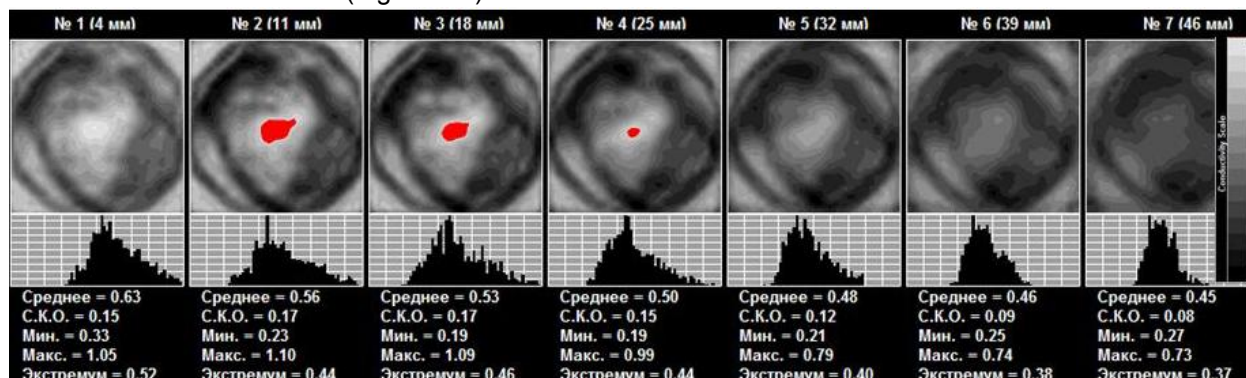 № 1 (4 мм) № 2 (11 мм) № 3 (18 мм) № 4 (25 мм) № 5 (32 мм) № 6 (39 мм) № 7 (46 мм)
Conductivity Scale
Среднее = 0.63 Среднее = 0.56 Среднее = 0.53 Среднее = 0.50 Среднее = 0.48 Среднее = 0.46 Среднее = 0.45
С.К.О. = 0.15 С.К.О. = 0.17 С.К.О. = 0.17 С.К.О. = 0.15 С.К.О. = 0.12 С.К.О. = 0.09 С.К.О. = 0.08
Мин. = 0.33 Мин. = 0.23 Мин. = 0.19 Мин. = 0.19 Мин. = 0.21 Мин. = 0.25 Мин. = 0.27
Макс. = 1.05 Макс. = 1.10 Макс. = 1.09 Макс. = 0.99 Макс. = 0.79 Макс. = 0.74 Макс. = 0.73
Экстремум = 0.52 Экстремум = 0.44 Экстремум = 0.46 Экстремум = 0.44 Экстремум = 0.40 Экстремум = 0.38 Экстремум = 0.37